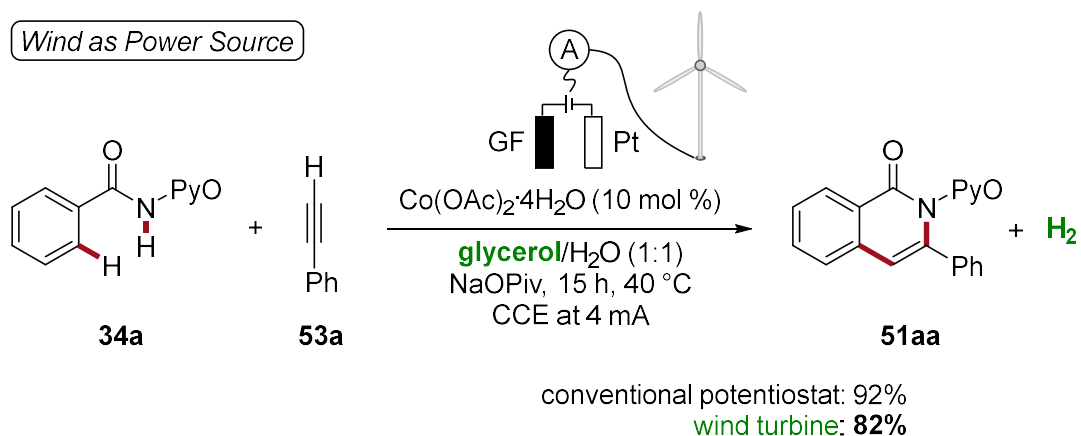 Wind as Power Source
A
GF
Pt
O
N
PyO
H
H
34a
+
H
Ph
53a
Co(OAc)₂·4H₂O (10 mol %)
glycerol/H₂O (1:1)
NaOPiv, 15 h, 40 °C
CCE at 4 mA
O
N
PyO
Ph
51aa
+
H₂
conventional potentiostat: 92%
wind turbine: 82%